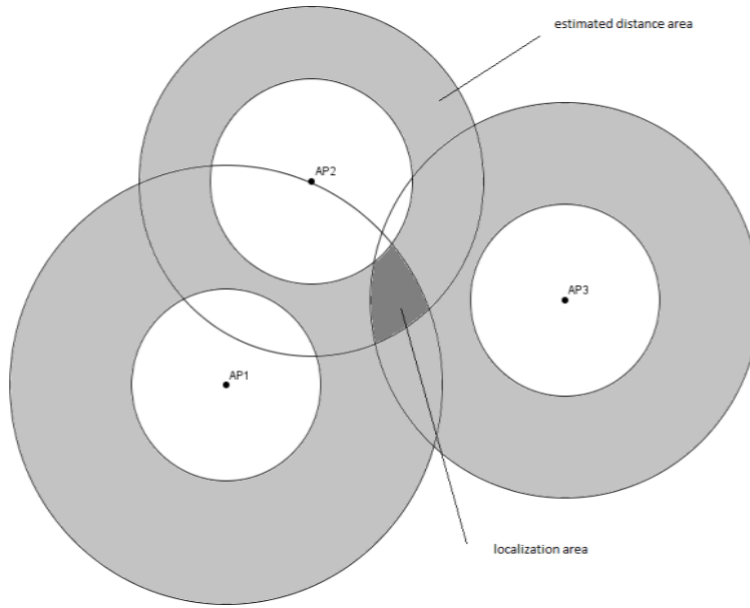 estimated distance area
AP2
AP3
AP1
localization area